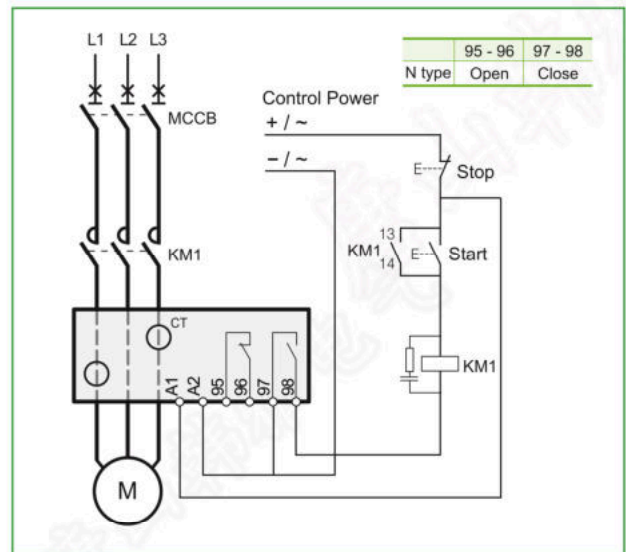 L1 L2 L3
95 - 96 97 - 98
N type Open Close
Control Power
+ / ~
MCCB
- / ~
E Stop
13
KM1 E Start
14
KM1
CT
KM1
A1 A2 95 96 97 98
M